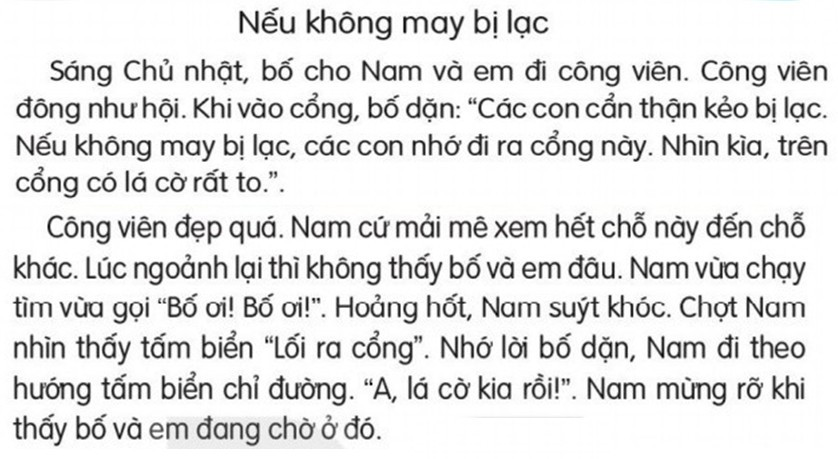 Nếu không may bị lạc
Sáng Chủ nhật, bố cho Nam và em đi công viên. Công viên
đông như hội. Khi vào cổng, bố dặn: “Các con cẩn thận kẻo bị lạc.
Nếu không may bị lạc, các con nhớ đi ra cổng này. Nhìn kìa, trên
cổng có lá cờ rất to.”.
Công viên đẹp quá. Nam cứ mải mê xem hết chỗ này đến chỗ
khác. Lúc ngoảnh lại thì không thấy bố và em đâu. Nam vừa chạy
tìm vừa gọi “Bố ơi! Bố ơi!”. Hoảng hốt, Nam suýt khóc. Chợt Nam
nhìn thấy tấm biển “Lối ra cổng”. Nhớ lời bố dặn, Nam đi theo
hướng tấm biển chỉ đường. “A, lá cờ kia rồi!”. Nam mừng rỡ khi
thấy bố và em đang chờ ở đó.